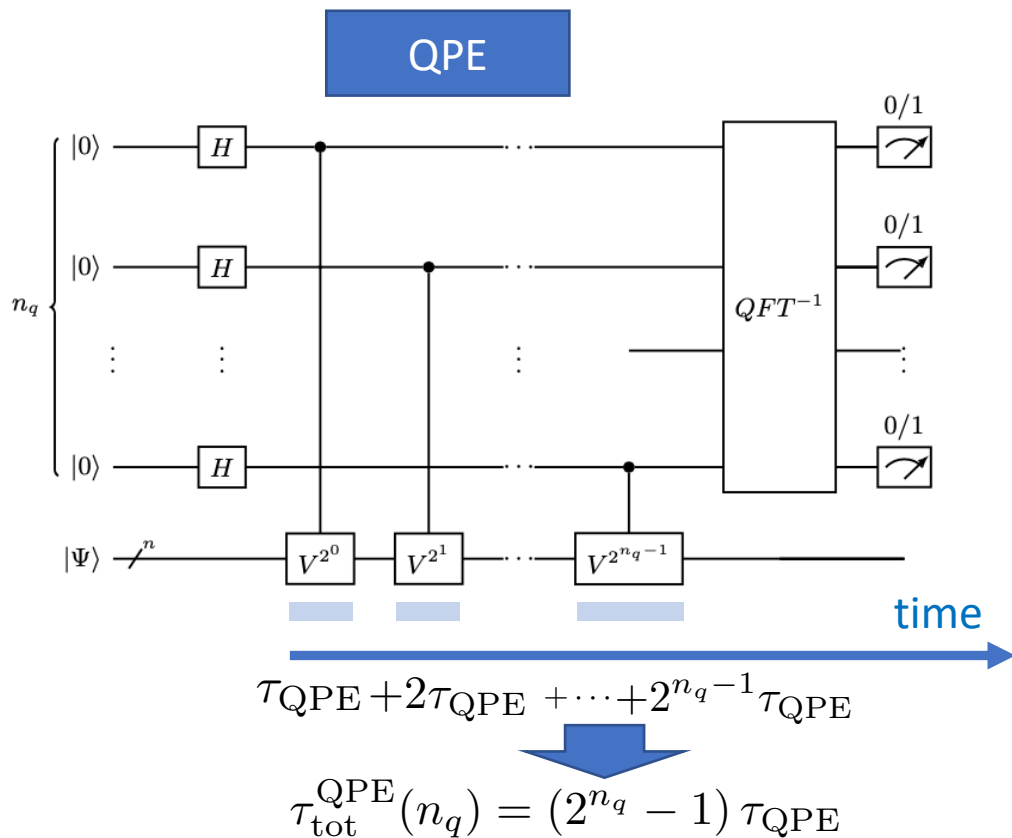 QPE
0/1
|0⟩ H
0/1
|0⟩ H · · ·
n_q QFT^{-1}
⋮ ⋮ ⋮ ⋮
0/1
|0⟩ H · · ·
|Ψ⟩ n V^{2^0} V^{2^1} · · · V^{2^{n_q-1}}
time
τ_QPE + 2τ_QPE + ··· + 2^{n_q-1} τ_QPE
τ_tot^QPE (n_q) = (2^{n_q} − 1) τ_QPE